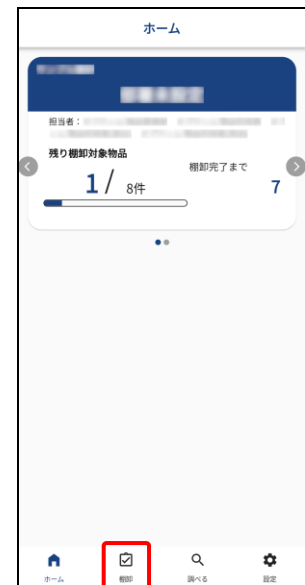 ホーム
担当者：
残り棚卸対象物品
棚卸完了まで
1 / 8件
7
ホーム
棚卸
調べる
設定